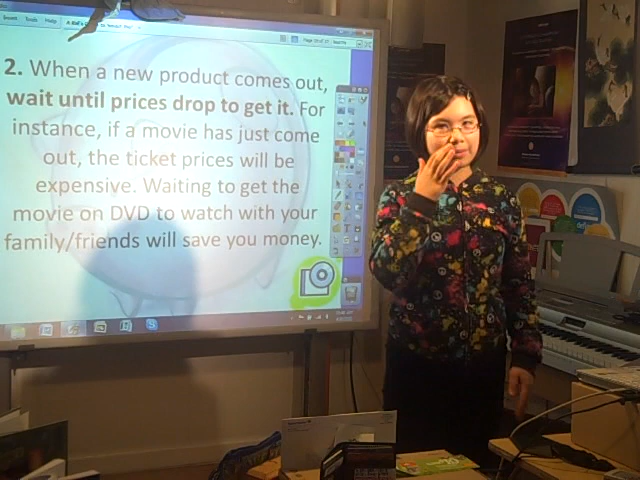 Tools Help
2. When a new product comes out,
wait until prices drop to get it. For
instance, if a movie has just come
out, the ticket prices will be
expensive. Waiting to get the
movie on DVD to watch with your
family/friends will save you money.